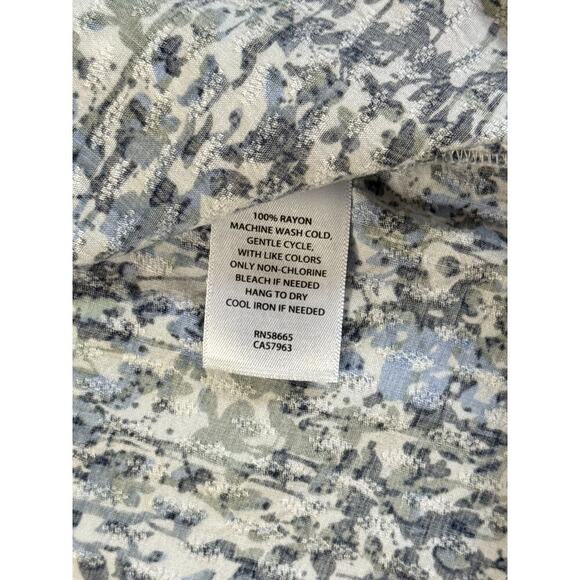 100% RAYON
MACHINE WASH COLD,
GENTLE CYCLE,
WITH LIKE COLORS
ONLY NON-CHLORINE
BLEACH IF NEEDED
HANG TO DRY
COOL IRON IF NEEDED
RN58665
CA57963